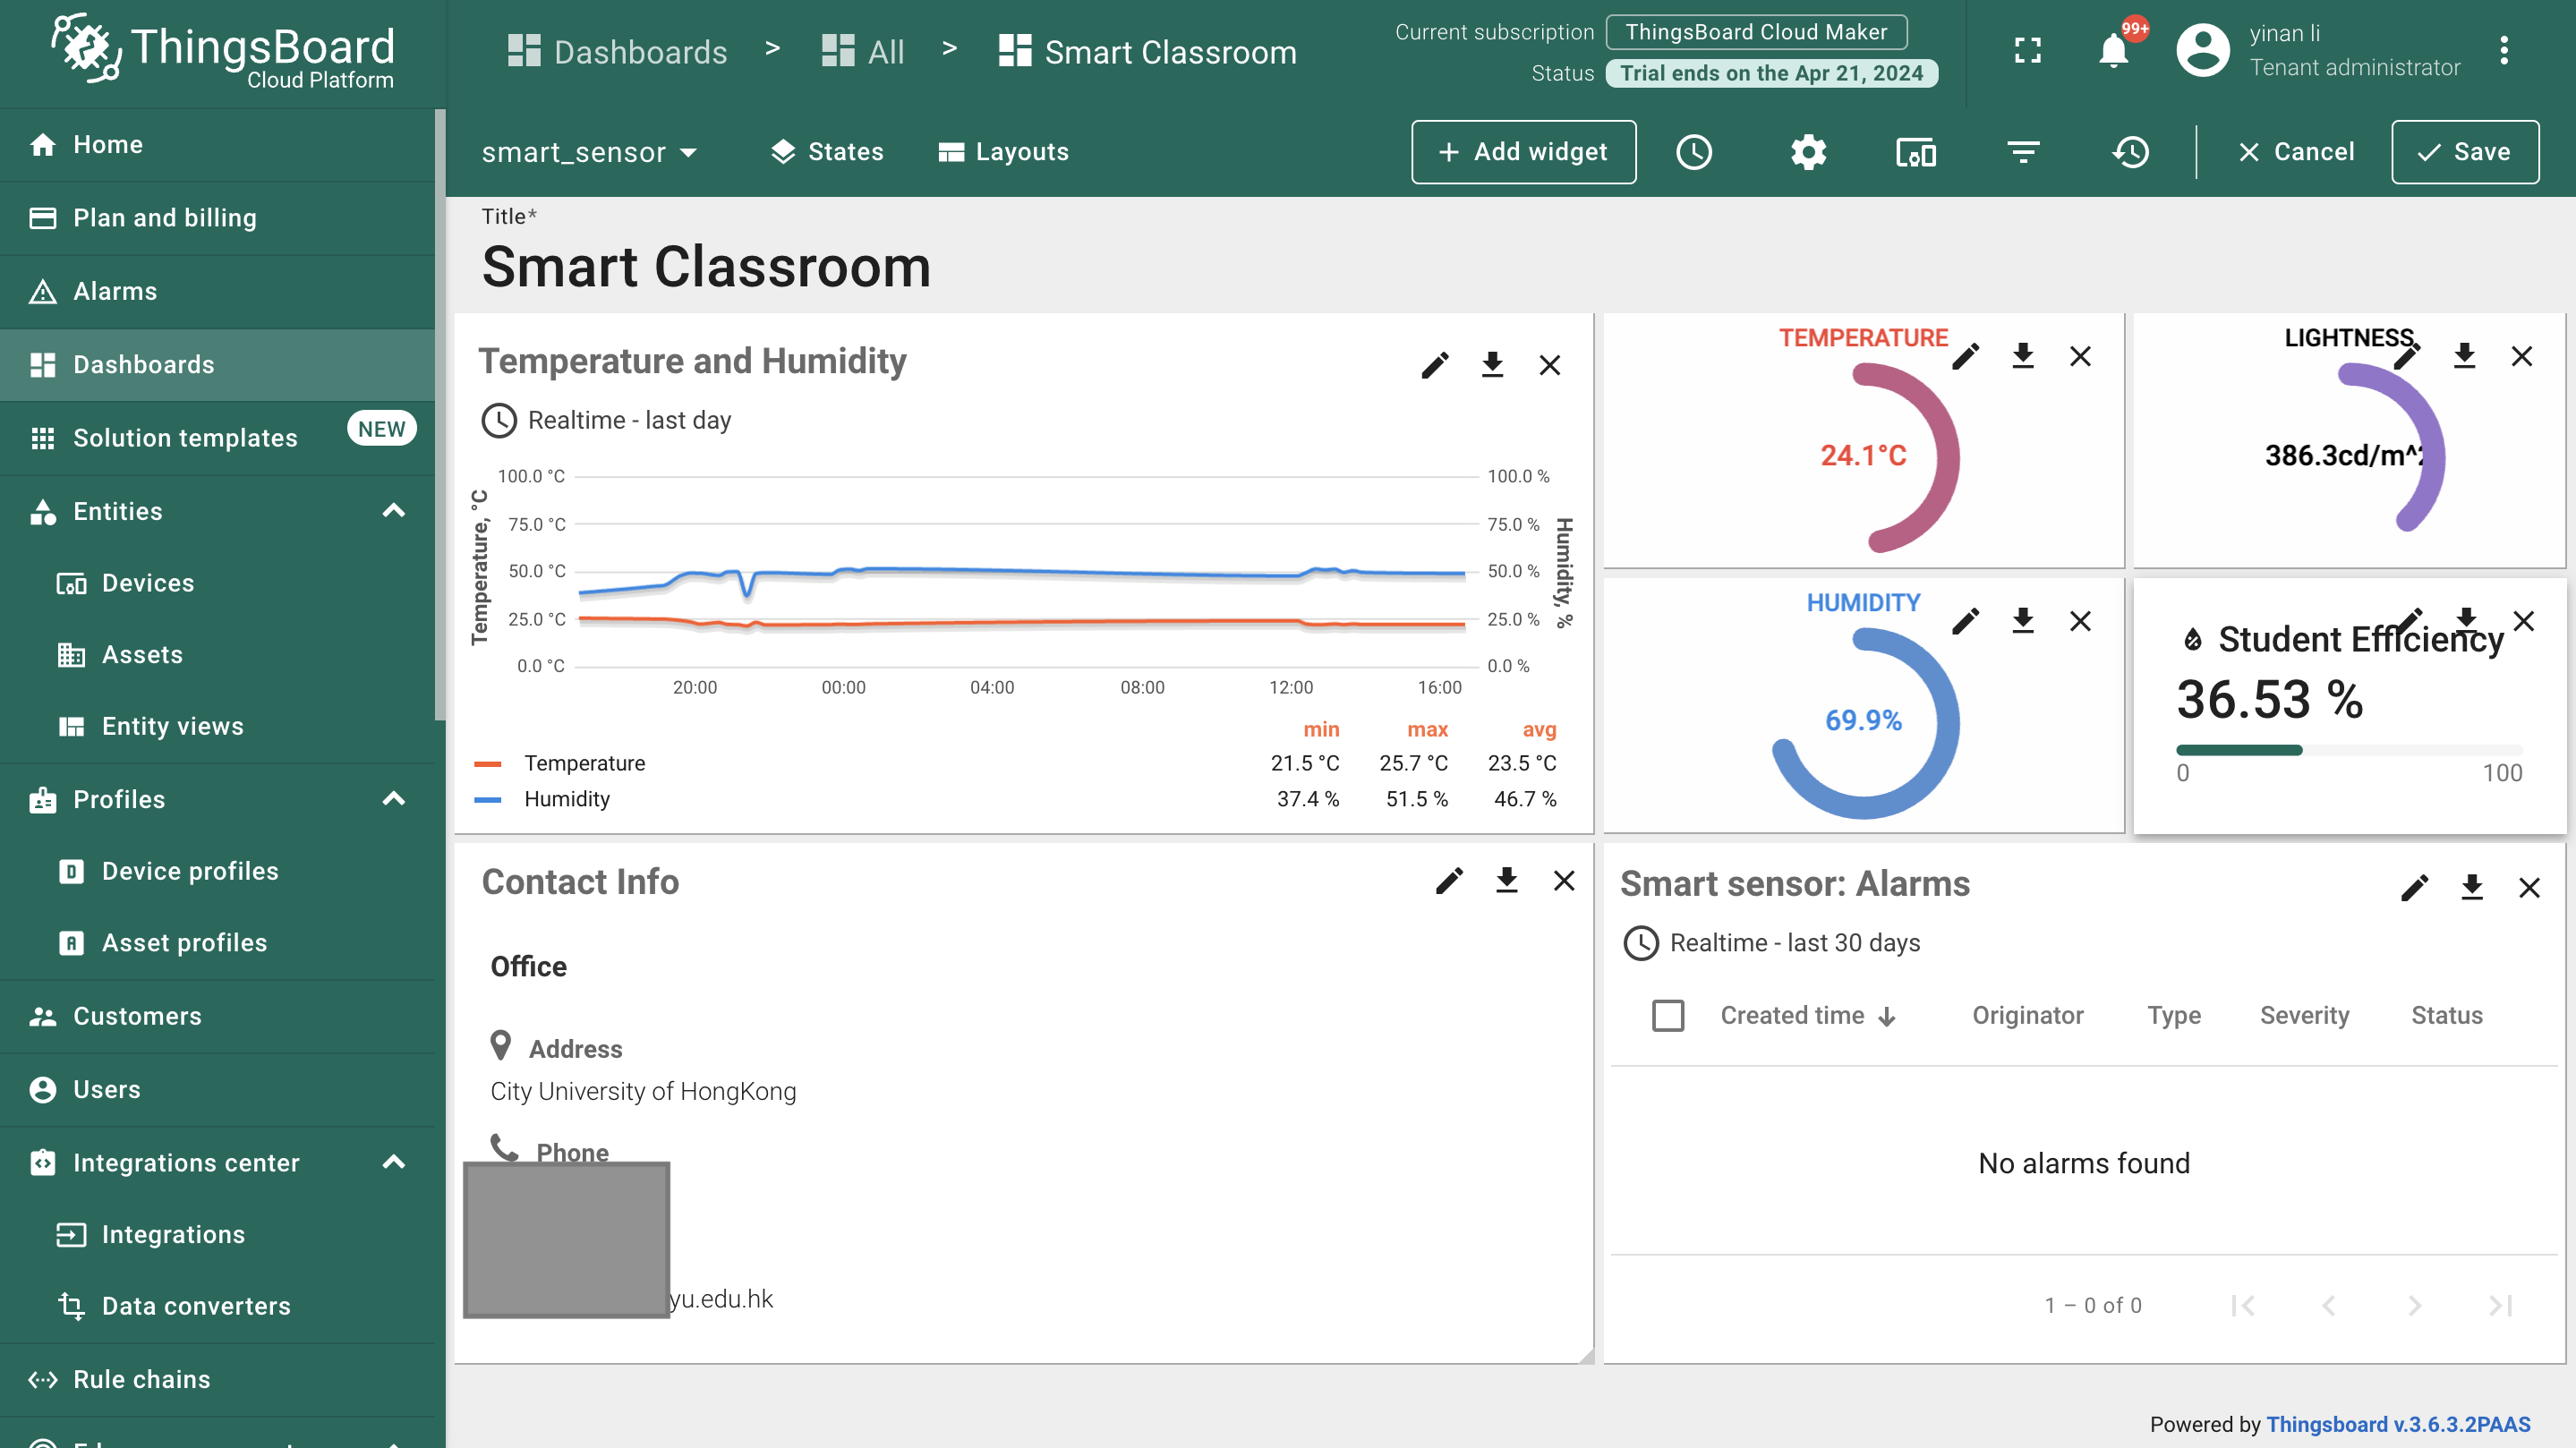 ThingsBoard
Cloud Platform
Dashboards > All > Smart Classroom
Current subscription ThingsBoard Cloud Maker
Status Trial ends on the Apr 21, 2024
99+
yinan li
Tenant administrator
Home
Plan and billing
Alarms
Dashboards
Solution templates NEW
Entities
Devices
Assets
Entity views
Profiles
Device profiles
Asset profiles
Customers
Users
Integrations center
Integrations
Data converters
Rule chains
smart_sensor
States
Layouts
+ Add widget
Cancel
Save
Title*
Smart Classroom
Temperature and Humidity
Realtime - last day
Temperature, °C
100.0 °C
75.0 °C
50.0 °C
25.0 °C
0.0 °C
100.0 %
75.0 %
50.0 %
25.0 %
0.0 %
Humidity, %
20:00 00:00 04:00 08:00 12:00 16:00
min max avg
Temperature 21.5 °C 25.7 °C 23.5 °C
Humidity 37.4 % 51.5 % 46.7 %
TEMPERATURE
24.1°C
LIGHTNESS
386.3cd/m^
HUMIDITY
69.9%
Student Efficiency
36.53 %
0 100
Contact Info
Office
Address
City University of HongKong
Phone
yu.edu.hk
Smart sensor: Alarms
Realtime - last 30 days
Created time Originator Type Severity Status
No alarms found
1 – 0 of 0
Powered by Thingsboard v.3.6.3.2PAAS